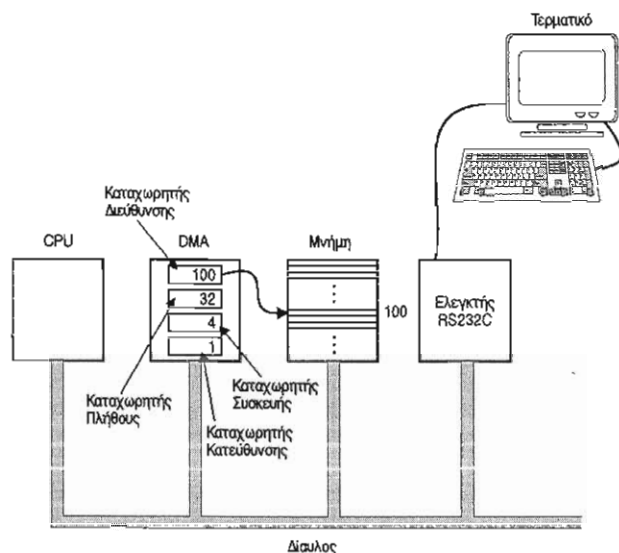 Τερματικό
Καταχωρητής
Διεύθυνσης
CPU
DMA
Μνήμη
100
32
4
1
100
Ελεγκτής
RS232C
Καταχωρητής
Πλήθους
Καταχωρητής
Συσκευής
Καταχωρητής
Κατεύθυνσης
Δίαυλος